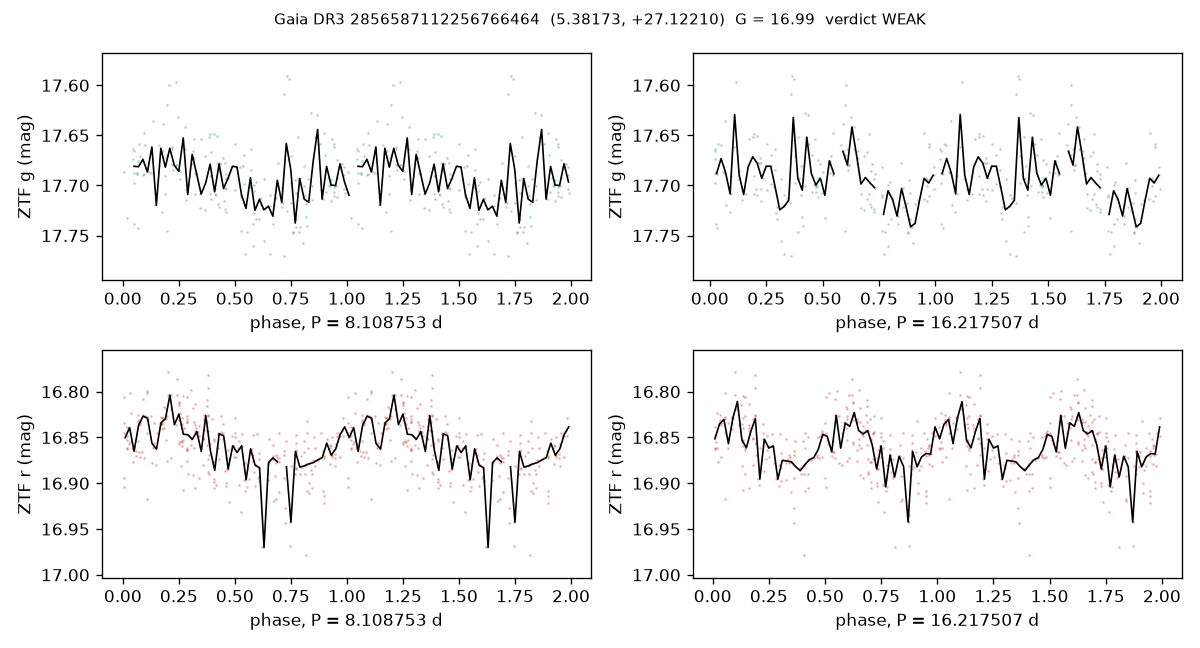 Gaia DR3 2856587112256766464 (5.38173, +27.12210) G = 16.99 verdict WEAK
ZTF g (mag)
17.60
17.65
17.70
17.75
0.00 0.25 0.50 0.75 1.00 1.25 1.50 1.75 2.00
phase, P = 8.108753 d
ZTF g (mag)
17.60
17.65
17.70
17.75
0.00 0.25 0.50 0.75 1.00 1.25 1.50 1.75 2.00
phase, P = 16.217507 d
ZTF r (mag)
16.80
16.85
16.90
16.95
17.00
0.00 0.25 0.50 0.75 1.00 1.25 1.50 1.75 2.00
phase, P = 8.108753 d
ZTF r (mag)
16.80
16.85
16.90
16.95
17.00
0.00 0.25 0.50 0.75 1.00 1.25 1.50 1.75 2.00
phase, P = 16.217507 d